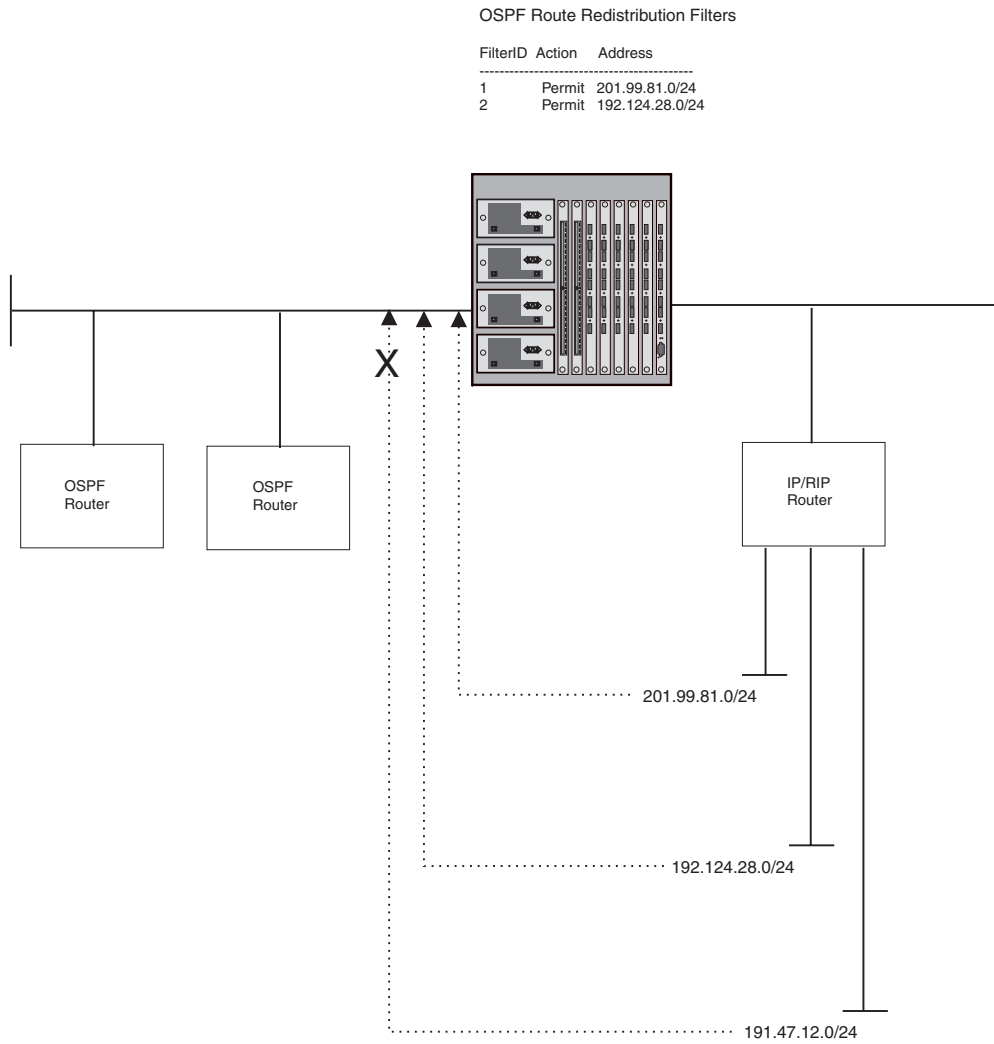 OSPF Route Redistribution Filters
FilterID Action Address
---------------------------------------------
1 Permit 201.99.81.0/24
2 Permit 192.124.28.0/24
X
OSPF
Router
OSPF
Router
IP/RIP
Router
201.99.81.0/24
192.124.28.0/24
191.47.12.0/24